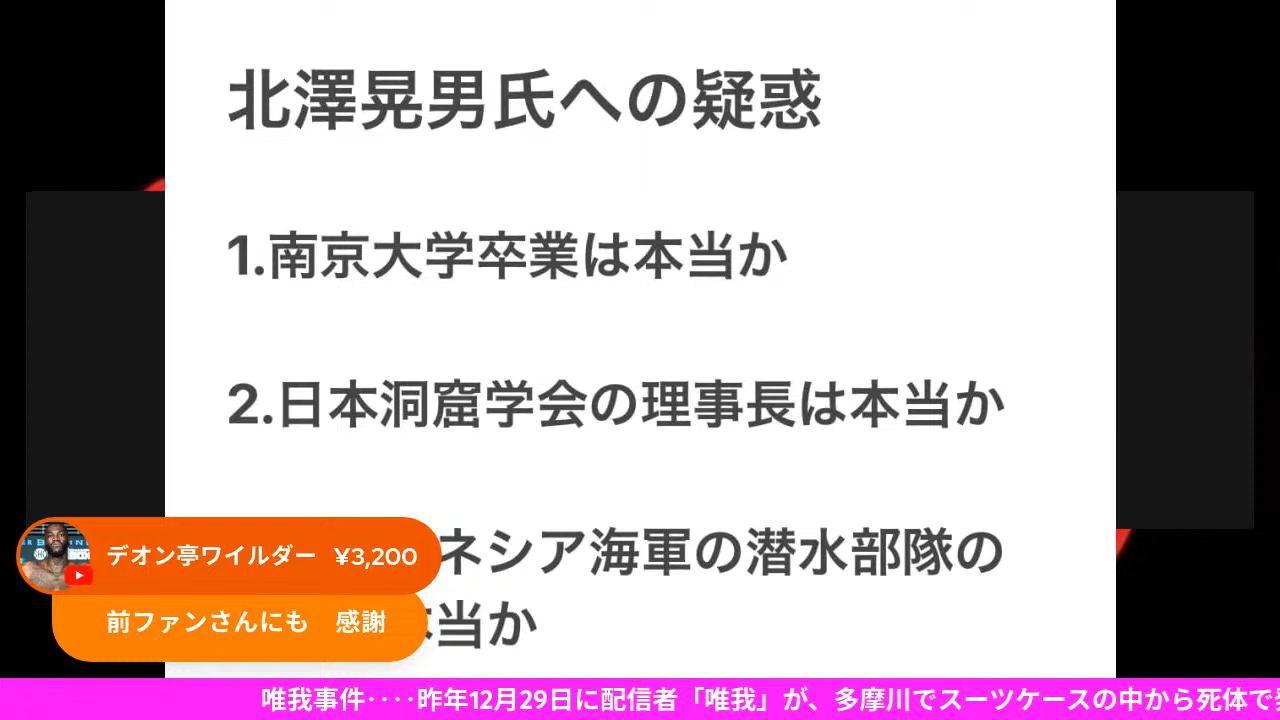 北澤晃男氏への疑惑
1.南京大学卒業は本当か
2.日本洞窟学会の理事長は本当か
ネシア海軍の潜水部隊の
当か
デオン亭ワイルダー ¥3,200
前ファンさんにも 感謝
唯我事件‥‥昨年12月29日に配信者「唯我」が、多摩川でスーツケースの中から死体で